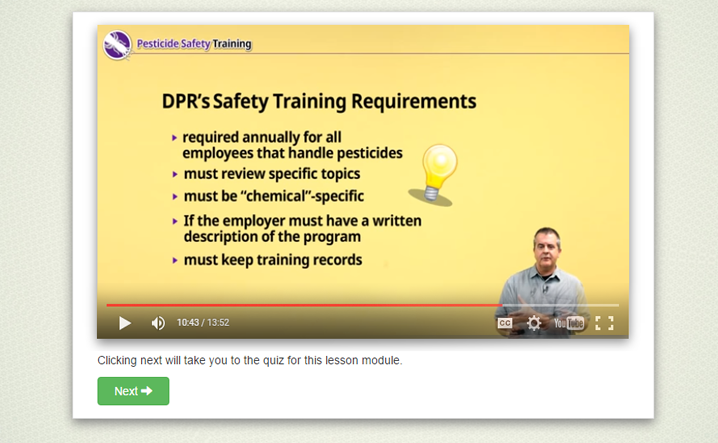 Pesticide Safety Training
DPR's Safety Training Requirements
required annually for all
employees that handle pesticides
must review specific topics
must be “chemical”-specific
If the employer must have a written
description of the program
must keep training records
10:43 / 13:52
CC
YouTube
Clicking next will take you to the quiz for this lesson module.
Next